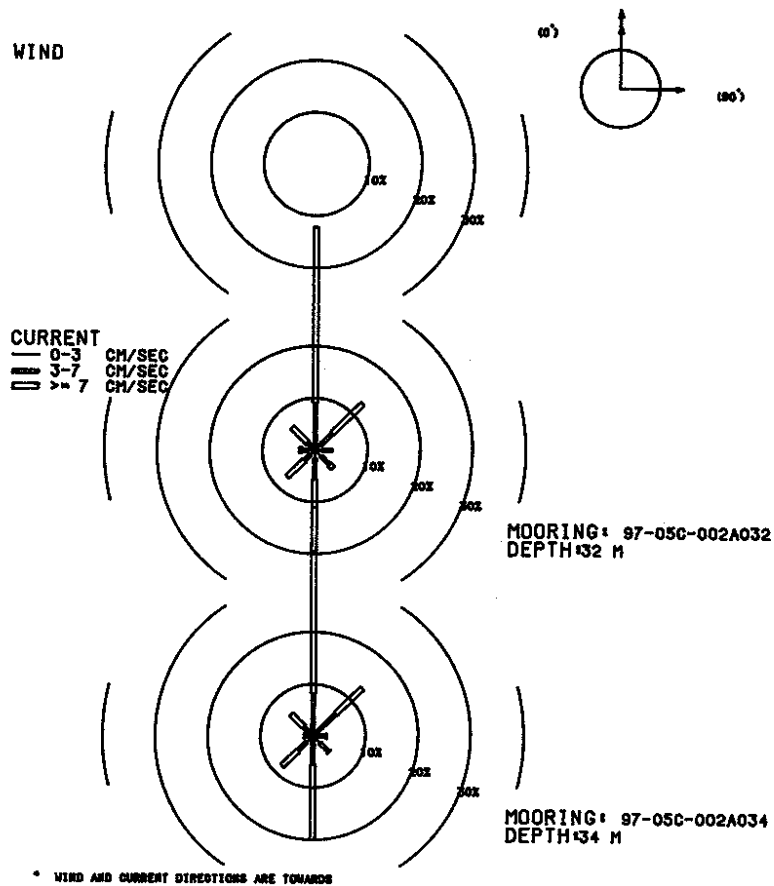 WIND
(0°)
(90°)
10%
20%
30%
CURRENT
0-3 CM/SEC
3-7 CM/SEC
>= 7 CM/SEC
10%
20%
30%
MOORING: 97-05C-002A032
DEPTH:32 M
10%
20%
30%
MOORING: 97-05C-002A034
DEPTH:34 M
* WIND AND CURRENT DIRECTIONS ARE TOWARDS